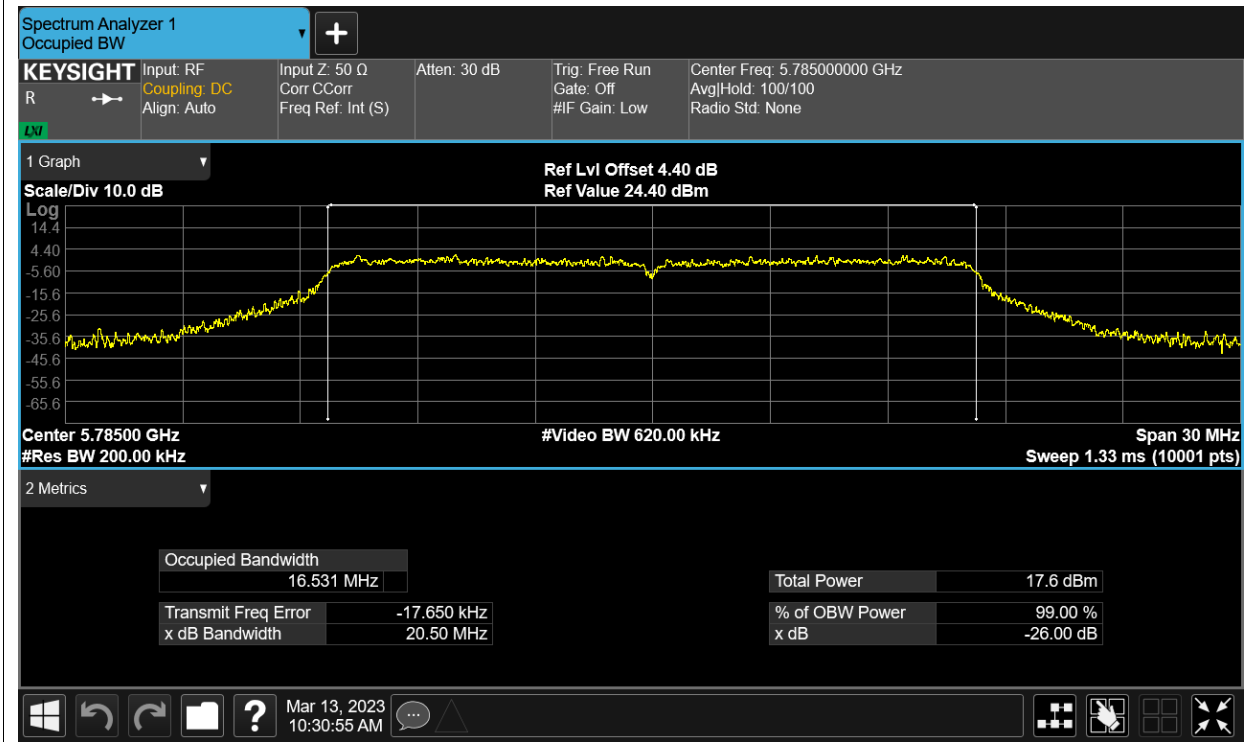 Spectrum Analyzer 1
Occupied BW
KEYSIGHT
R
LXI
Input: RF
Coupling: DC
Align: Auto
Input Z: 50 Ω
Corr CCorr
Freq Ref: Int (S)
Atten: 30 dB
Trig: Free Run
Gate: Off
#IF Gain: Low
Center Freq: 5.785000000 GHz
Avg|Hold: 100/100
Radio Std: None
1 Graph
Scale/Div 10.0 dB
Ref Lvl Offset 4.40 dB
Ref Value 24.40 dBm
Log
14.4
4.40
-5.60
-15.6
-25.6
-35.6
-45.6
-55.6
-65.6
Center 5.78500 GHz
#Video BW 620.00 kHz
Span 30 MHz
#Res BW 200.00 kHz
Sweep 1.33 ms (10001 pts)
2 Metrics
Occupied Bandwidth
16.531 MHz
Total Power 17.6 dBm
Transmit Freq Error -17.650 kHz
% of OBW Power 99.00 %
x dB Bandwidth 20.50 MHz
x dB -26.00 dB
?
Mar 13, 2023
10:30:55 AM